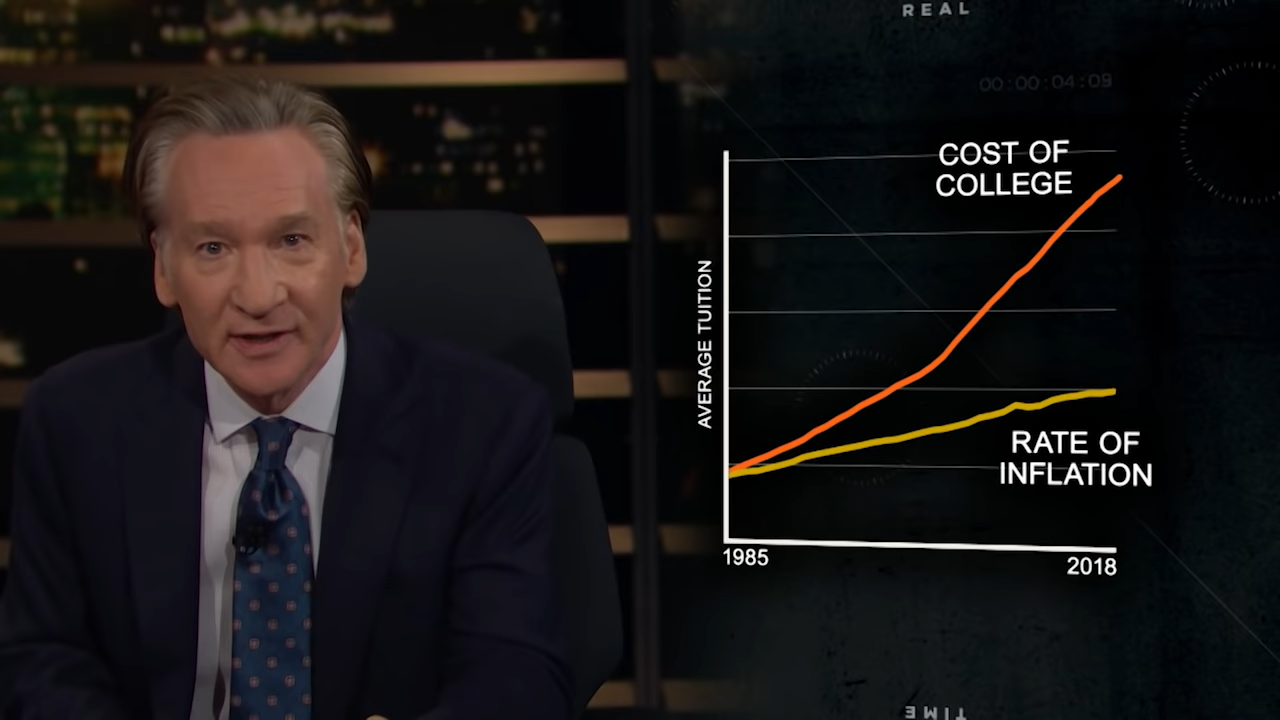 REAL
00:00:04:09
COST OF
COLLEGE
AVERAGE TUITION
RATE OF
INFLATION
1985
2018
TIME